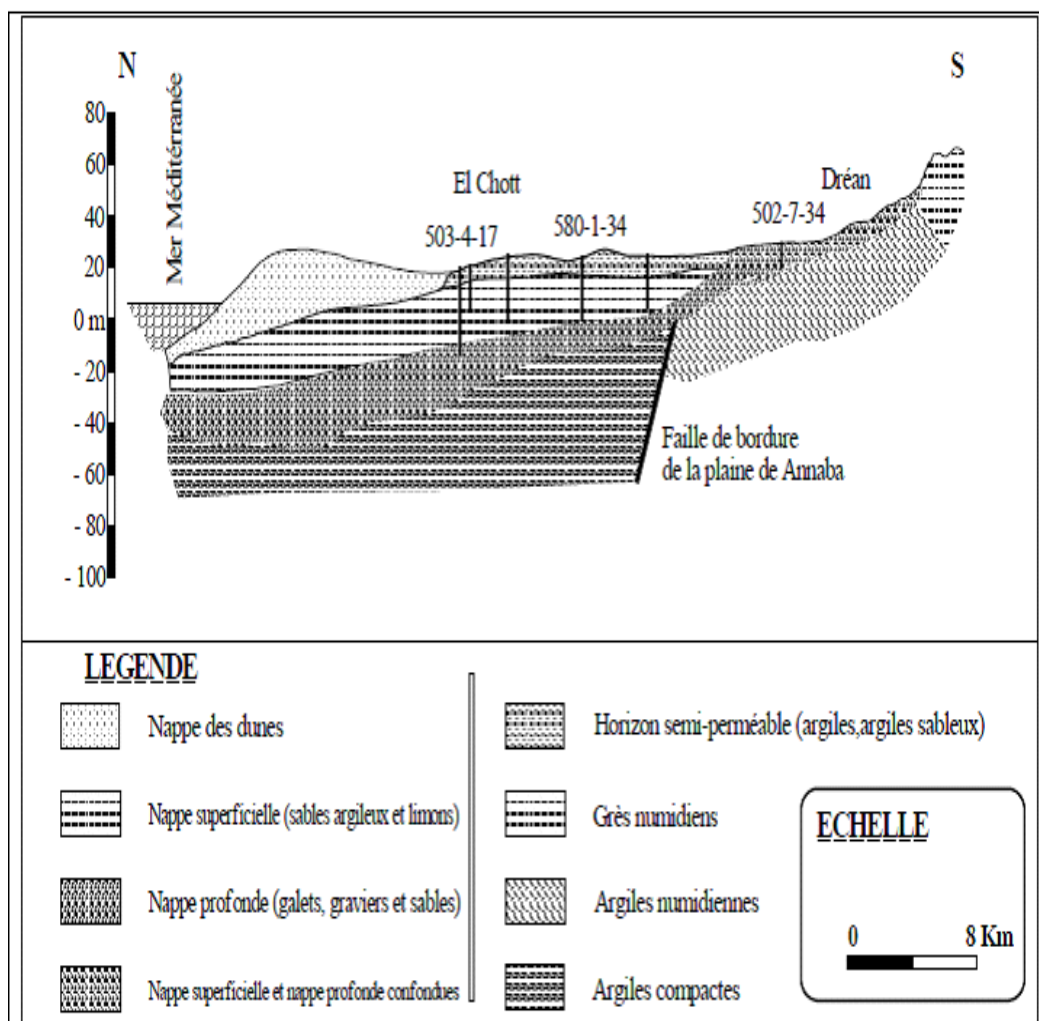 N
S
Mer Méditérranée
80
60
40
20
0 m
- 20
- 40
- 60
- 80
- 100
El Chott
Dréan
503-4-17
580-1-34
502-7-34
Faille de bordure
de la plaine de Annaba
LEGENDE
Nappe des dunes
Nappe superfícielle (sables argileux et limons)
Nappe profonde (galets, graviers et sables)
Nappe superfícielle et nappe profonde confondues
Horizon semi-perméable (argiles,argiles sableux)
Grès numidiens
Argiles numidiennes
Argiles compactes
ECHELLE
0 8 Km